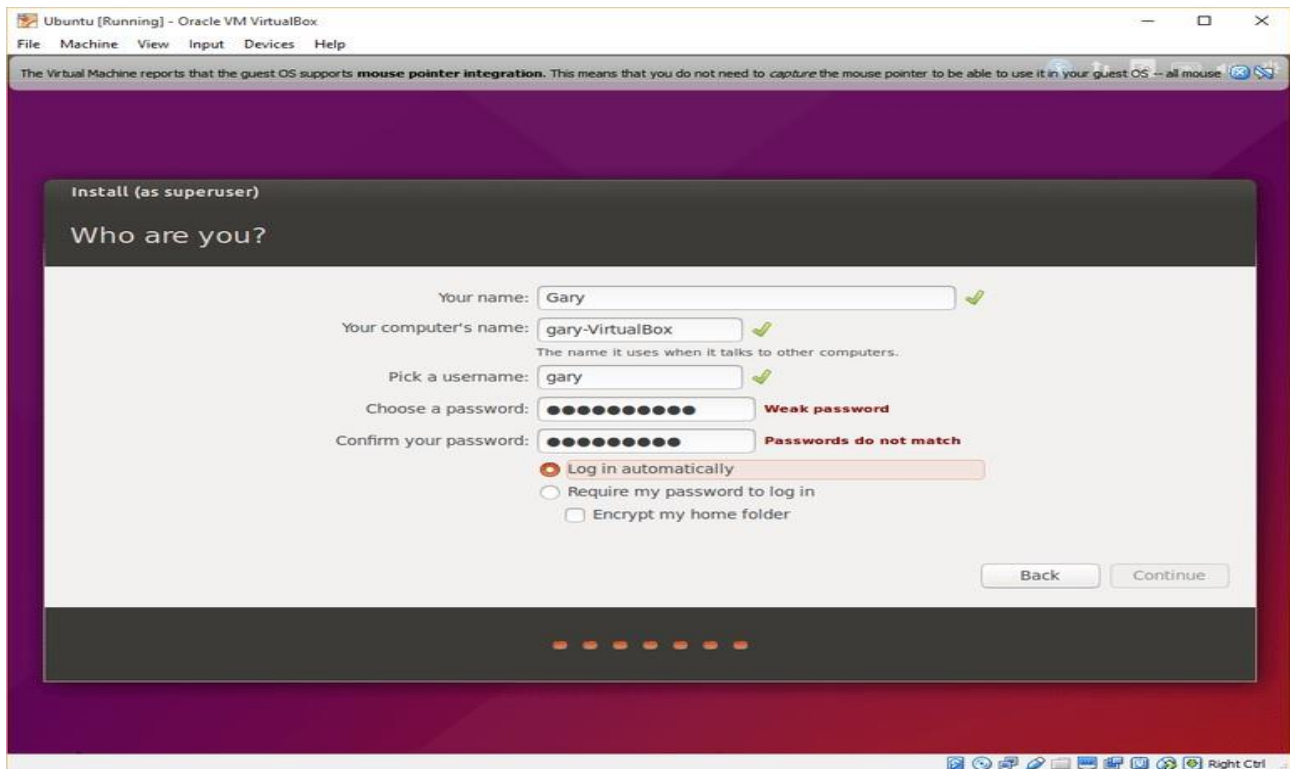 Ubuntu [Running] - Oracle VM VirtualBox
File Machine View Input Devices Help
The Virtual Machine reports that the guest OS supports mouse pointer integration. This means that you do not need to capture the mouse pointer to be able to use it in your guest OS -- all mouse
Install (as superuser)
Who are you?
Your name: Gary
Your computer's name: gary-VirtualBox
The name it uses when it talks to other computers.
Pick a username: gary
Choose a password: ●●●●●●●●●● Weak password
Confirm your password: ●●●●●●●●● Passwords do not match
Log in automatically
Require my password to log in
Encrypt my home folder
Back Continue
Right Ctrl